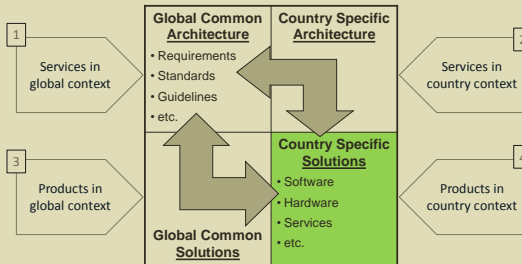 1
Services in
global context
Global Common
Architecture
• Requirements
• Standards
• Guidelines
• etc.
Country Specific
Architecture
2
Services in
country context
3
Products in
global context
Global Common
Solutions
Country Specific
Solutions
• Software
• Hardware
• Services
• etc.
4
Products in
country context